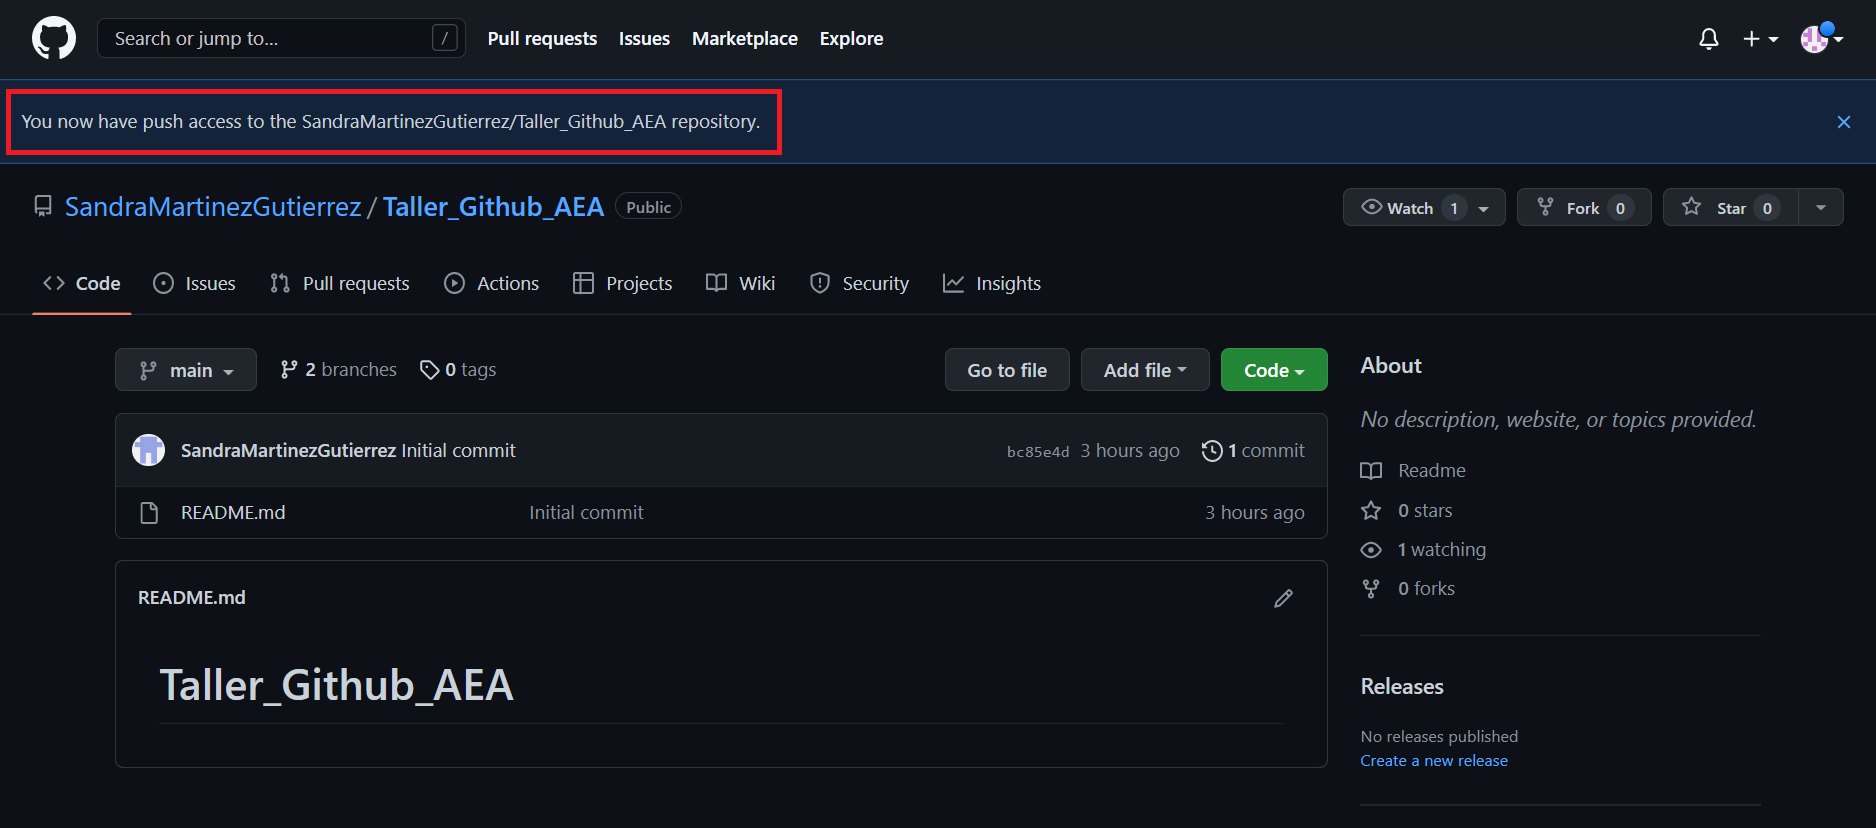 Search or jump to... /
Pull requests Issues Marketplace Explore
You now have push access to the SandraMartinezGutierrez/Taller_Github_AEA repository.
SandraMartinezGutierrez / Taller_Github_AEA Public
Watch 1 Fork 0 Star 0
Code Issues Pull requests Actions Projects Wiki Security Insights
main 2 branches 0 tags
Go to file Add file Code
SandraMartinezGutierrez Initial commit bc85e4d 3 hours ago 1 commit
README.md Initial commit 3 hours ago
README.md
Taller_Github_AEA
About
No description, website, or topics provided.
Readme
0 stars
1 watching
0 forks
Releases
No releases published
Create a new release